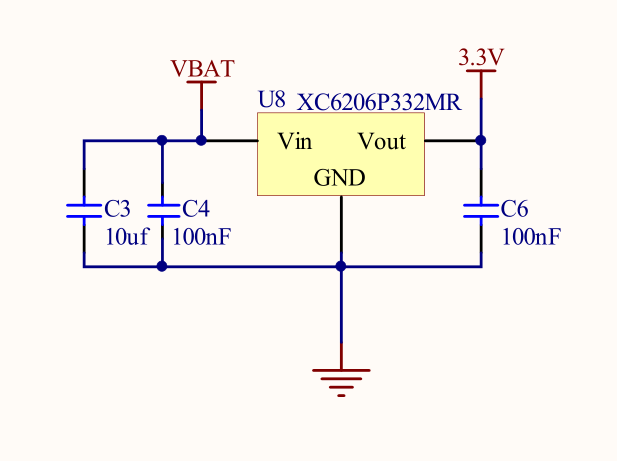 3.3V
VBAT
U8 XC6206P332MR
Vin Vout
GND
C3 C4 C6
10uf 100nF 100nF